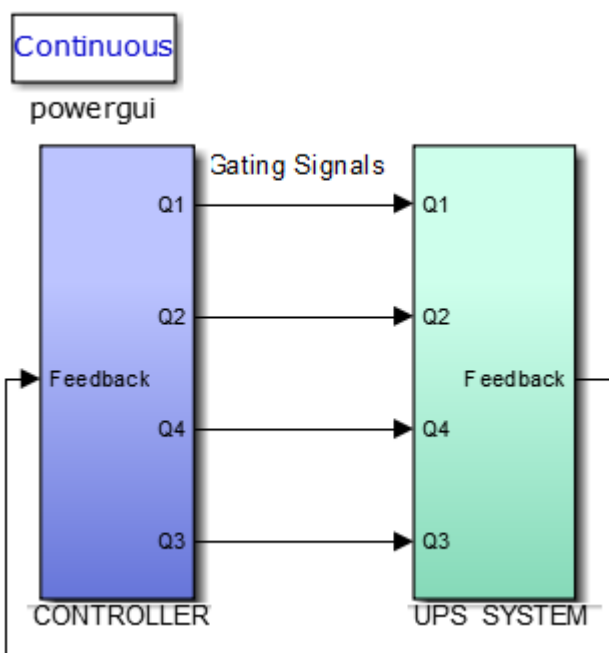 Continuous
powergui
Gating Signals
Q1
Q1
Q2
Q2
Feedback
Feedback
Q4
Q4
Q3
Q3
CONTROLLER
UPS SYSTEM